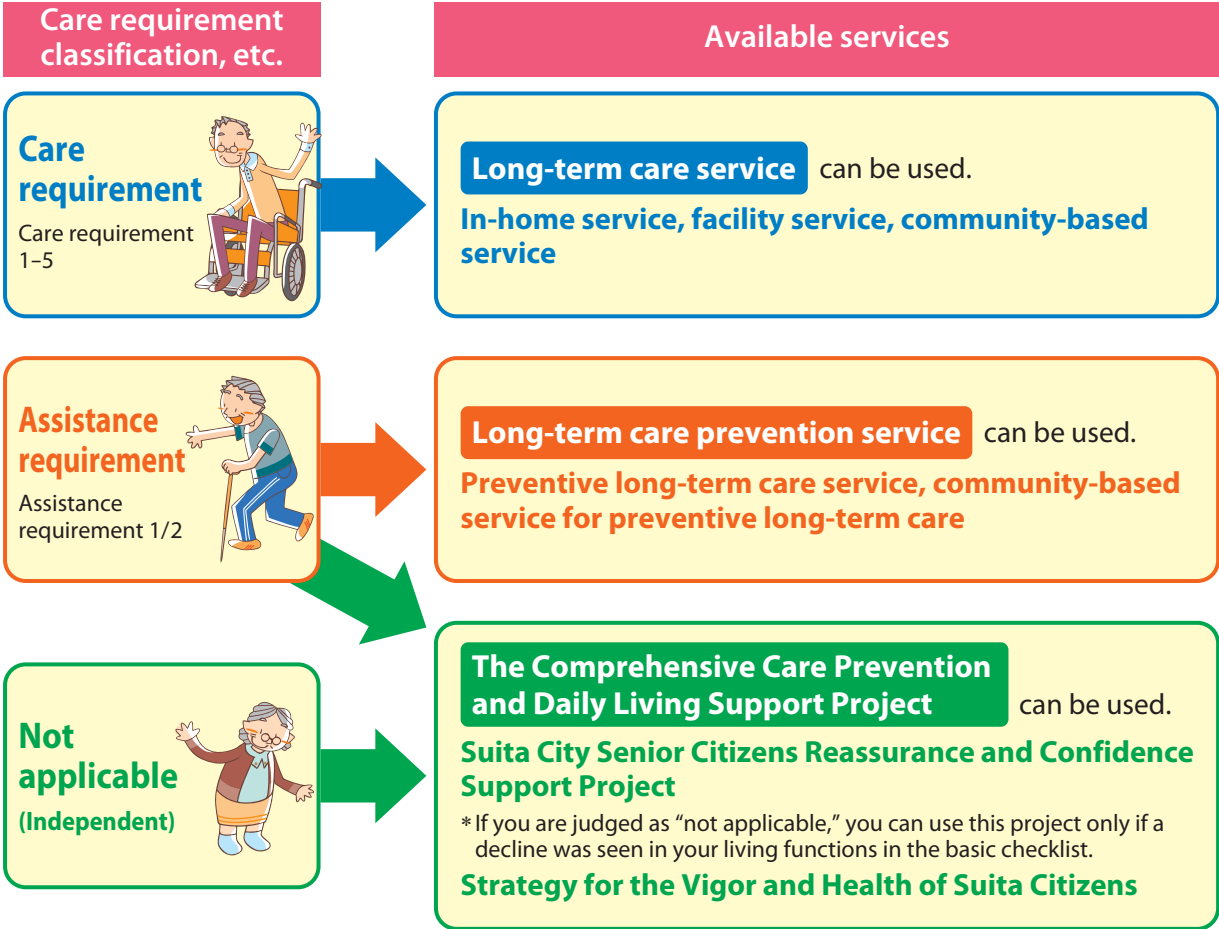 Care requirement
classification, etc.
Available services
Care
requirement
Care requirement
1–5
Long-term care service can be used.
In-home service, facility service, community-based
service
Assistance
requirement
Assistance
requirement 1/2
Long-term care prevention service can be used.
Preventive long-term care service, community-based
service for preventive long-term care
Not
applicable
(Independent)
The Comprehensive Care Prevention
and Daily Living Support Project can be used.
Suita City Senior Citizens Reassurance and Confidence
Support Project
* If you are judged as “not applicable,” you can use this project only if a
decline was seen in your living functions in the basic checklist.
Strategy for the Vigor and Health of Suita Citizens